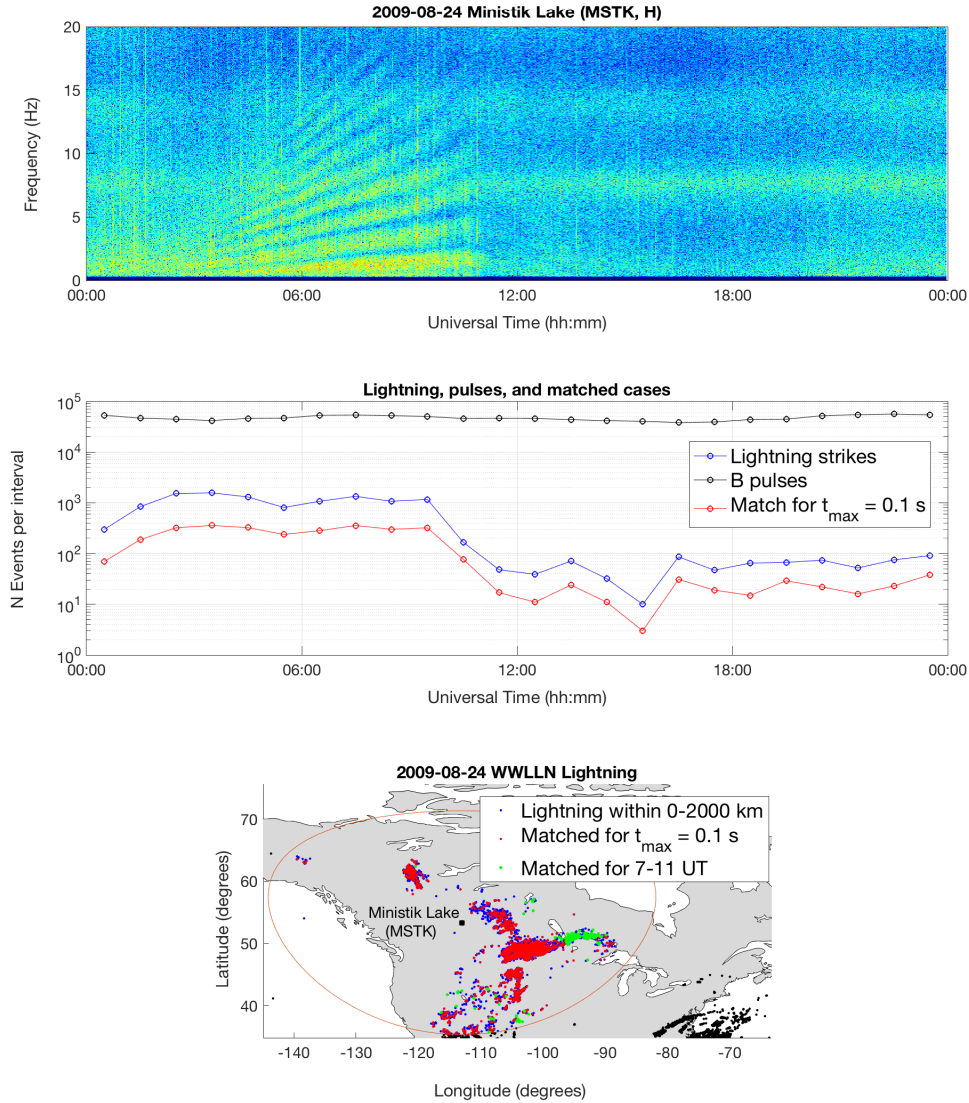 2009-08-24 Ministik Lake (MSTK, H)
20
15
10
5
0
Frequency (Hz)
00:00 06:00 12:00 18:00 00:00
Universal Time (hh:mm)
Lightning, pulses, and matched cases
10^5
10^4
10^3
10^2
10^1
10^0
N Events per interval
Lightning strikes
B pulses
Match for t_max = 0.1 s
00:00 06:00 12:00 18:00 00:00
Universal Time (hh:mm)
2009-08-24 WWLLN Lightning
70
60
50
40
Latitude (degrees)
Lightning within 0-2000 km
Matched for t_max = 0.1 s
Matched for 7-11 UT
Ministik Lake
(MSTK)
-140 -130 -120 -110 -100 -90 -80 -70
Longitude (degrees)